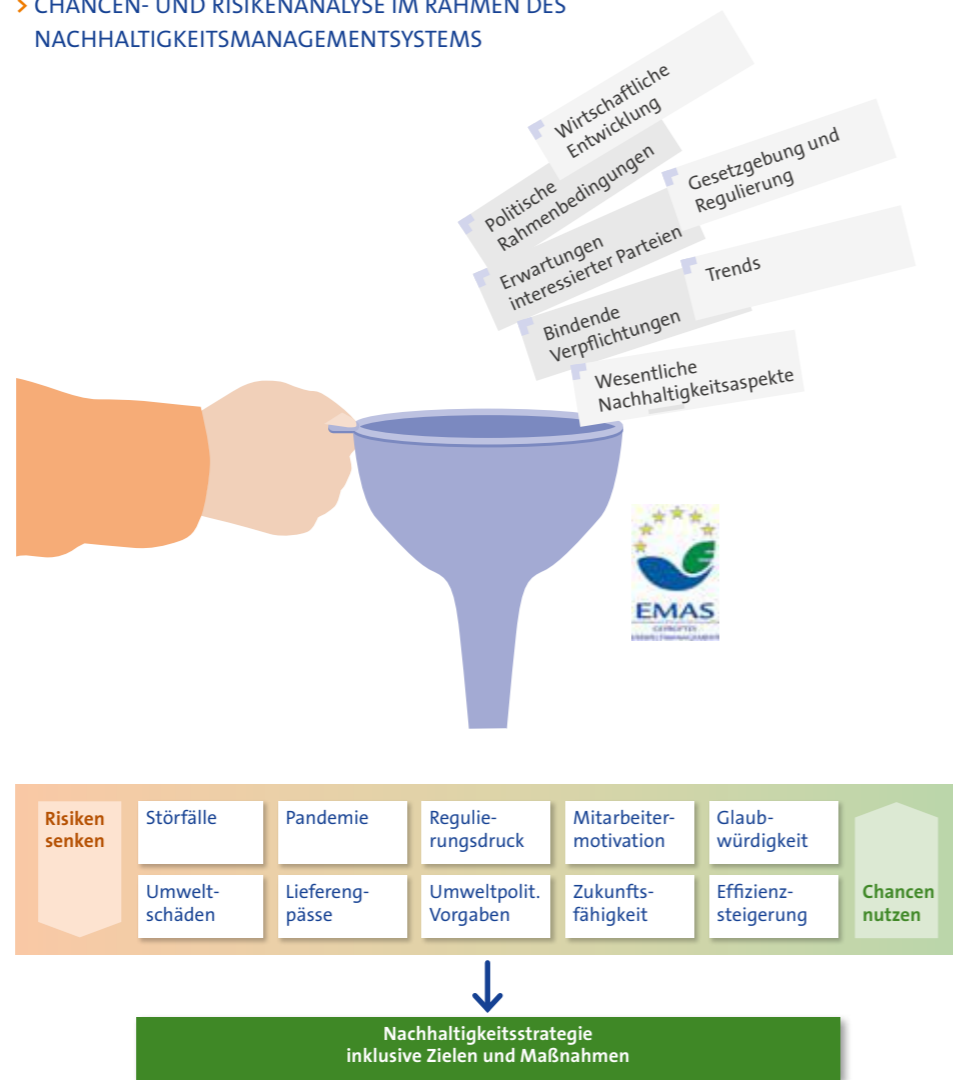 > CHANCEN- UND RISIKENANALYSE IM RAHMEN DES
NACHHALTIGKEITSMANAGEMENTSYSTEMS
Wirtschaftliche
Entwicklung
Politische
Rahmenbedingungen
Gesetzgebung und
Regulierung
Erwartungen
interessierter Parteien
Trends
Bindende
Verpflichtungen
Wesentliche
Nachhaltigkeitsaspekte
EMAS
GEPRÜFTES
UMWELTMANAGEMENT
Risiken
senken
Störfälle
Pandemie
Regulie-
rungsdruck
Mitarbeiter-
motivation
Glaub-
würdigkeit
Umwelt-
schäden
Liefereng-
pässe
Umweltpolit.
Vorgaben
Zukunfts-
fähigkeit
Effizienz-
steigerung
Chancen
nutzen
Nachhaltigkeitsstrategie
inklusive Zielen und Maßnahmen